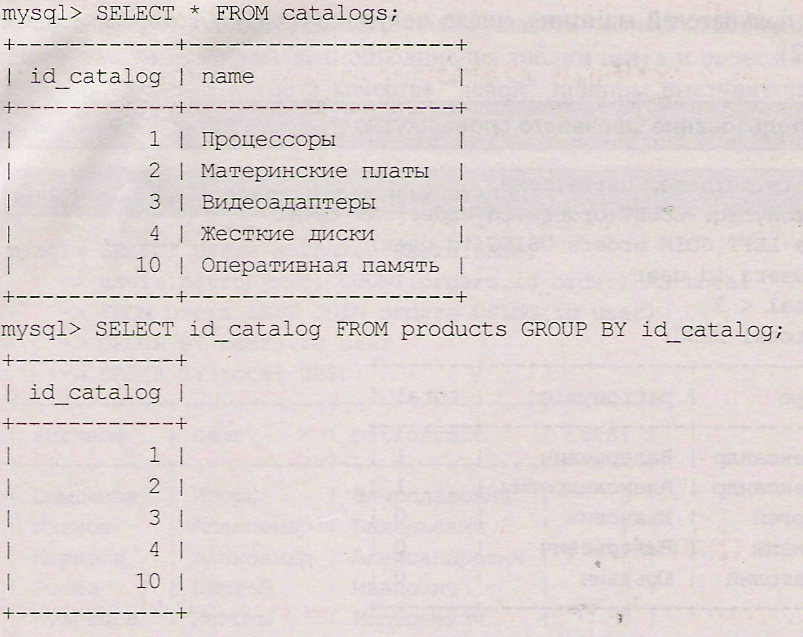 mysql> SELECT * FROM catalogs;
+------------+--------------------+
| id_catalog | name               |
+------------+--------------------+
|          1 | Процессоры         |
|          2 | Материнские платы  |
|          3 | Видеоадаптеры      |
|          4 | Жесткие диски      |
|         10 | Оперативная память |
+------------+--------------------+
mysql> SELECT id_catalog FROM products GROUP BY id_catalog;
+------------+
| id_catalog |
+------------+
|          1 |
|          2 |
|          3 |
|          4 |
|         10 |
+------------+